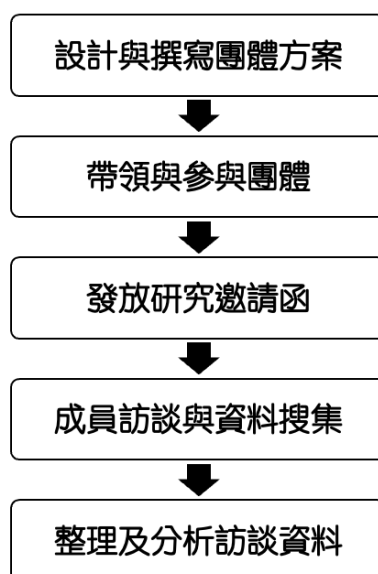 設計與撰寫團體方案
帶領與參與團體
發放研究邀請函
成員訪談與資料搜集
整理及分析訪談資料